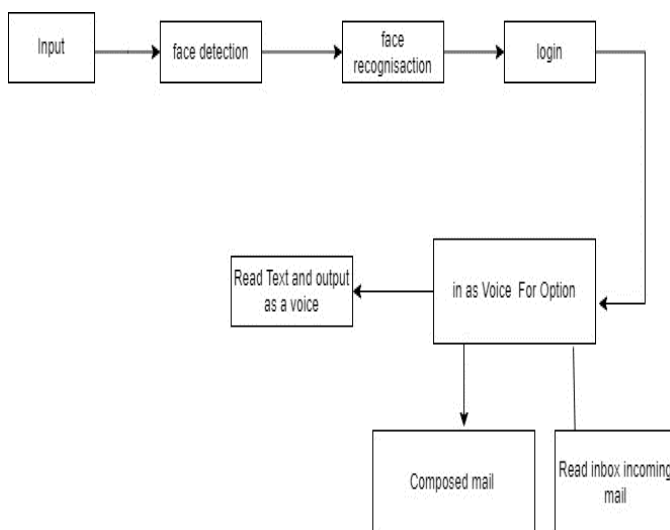 Input
face detection
face
recognisaction
login
Read Text and output
as a voice
in as Voice For Option
Composed mail
Read inbox incoming
mail